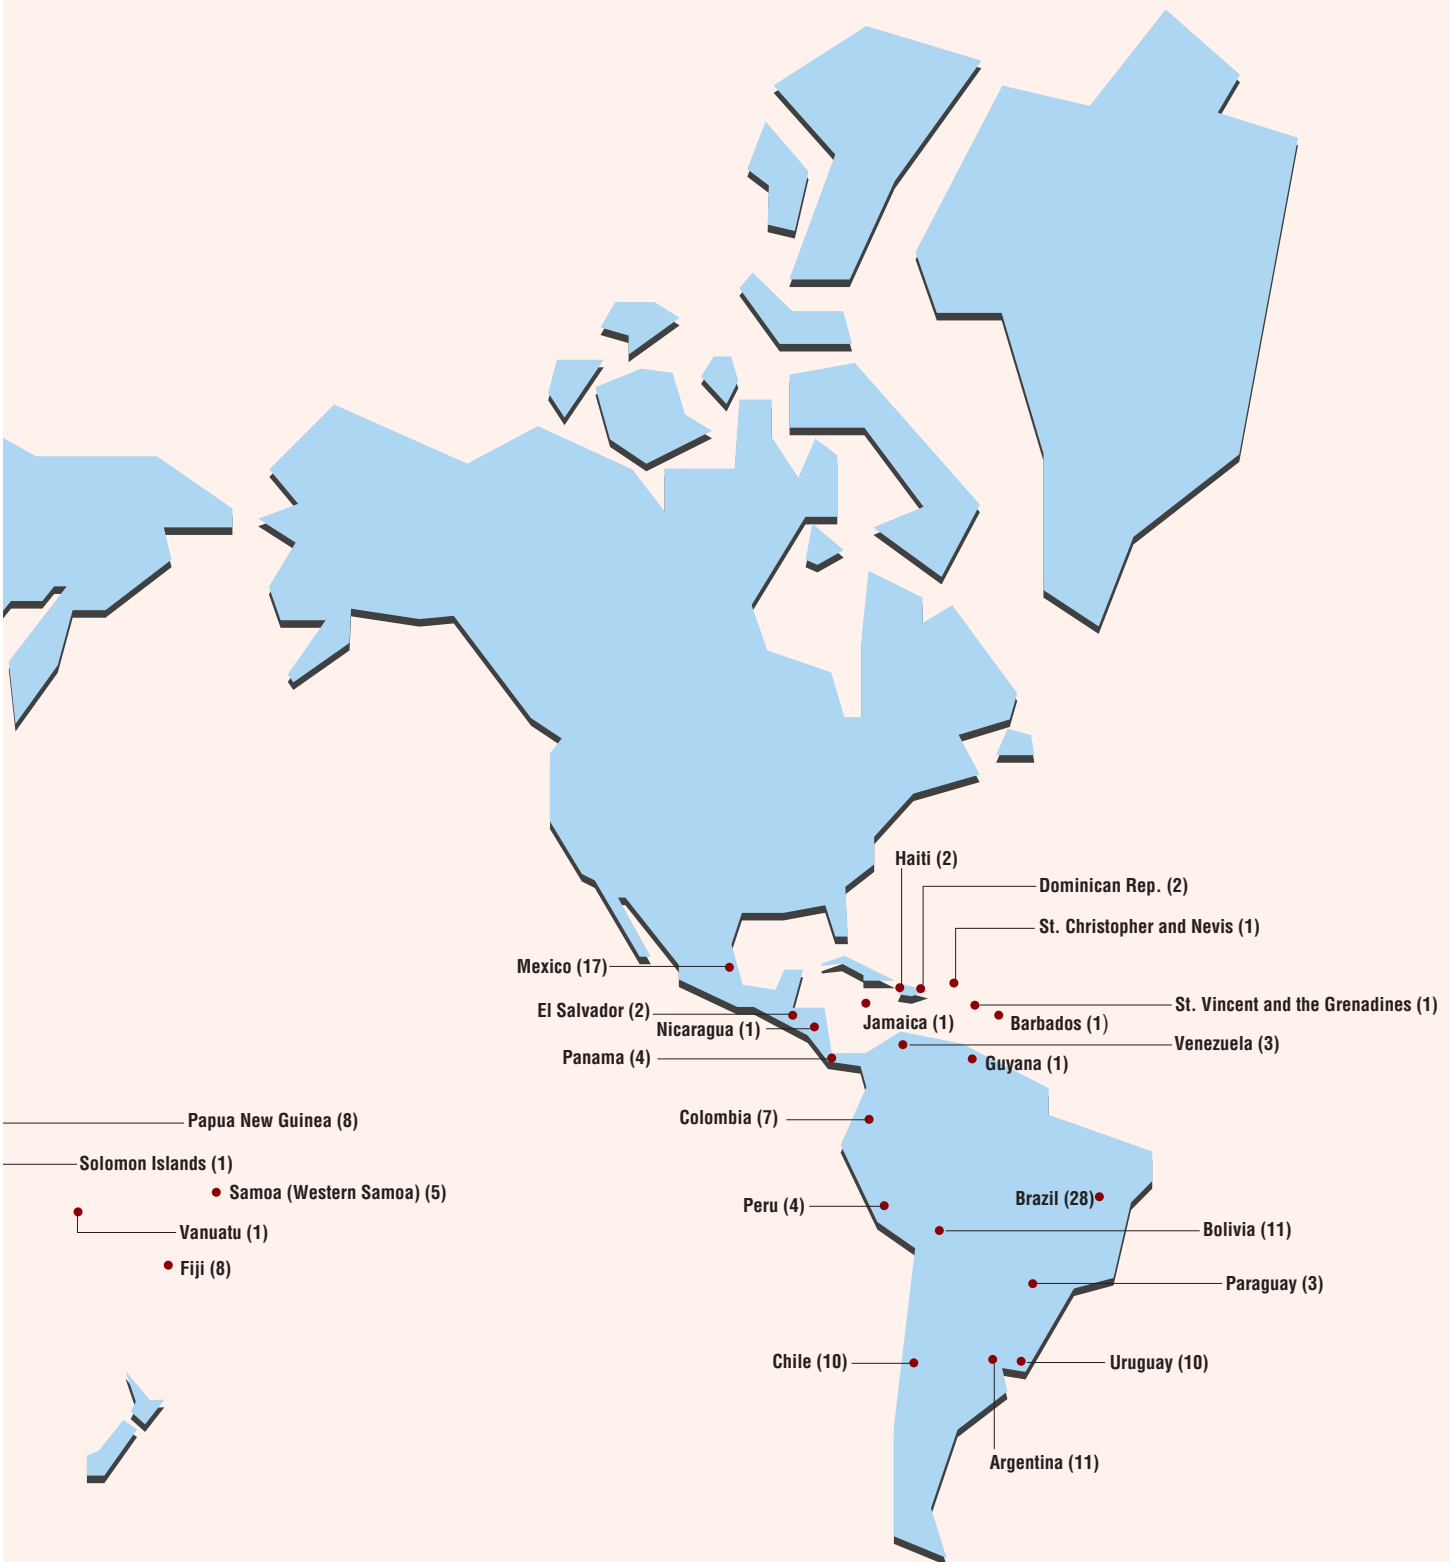 Haiti (2)
Dominican Rep. (2)
St. Christopher and Nevis (1)
Mexico (17)
El Salvador (2)
St. Vincent and the Grenadines (1)
Nicaragua (1)
Jamaica (1)
Barbados (1)
Panama (4)
Venezuela (3)
Guyana (1)
Colombia (7)
Papua New Guinea (8)
Solomon Islands (1)
Samoa (Western Samoa) (5)
Peru (4)
Brazil (28)
Vanuatu (1)
Bolivia (11)
Fiji (8)
Paraguay (3)
Chile (10)
Uruguay (10)
Argentina (11)